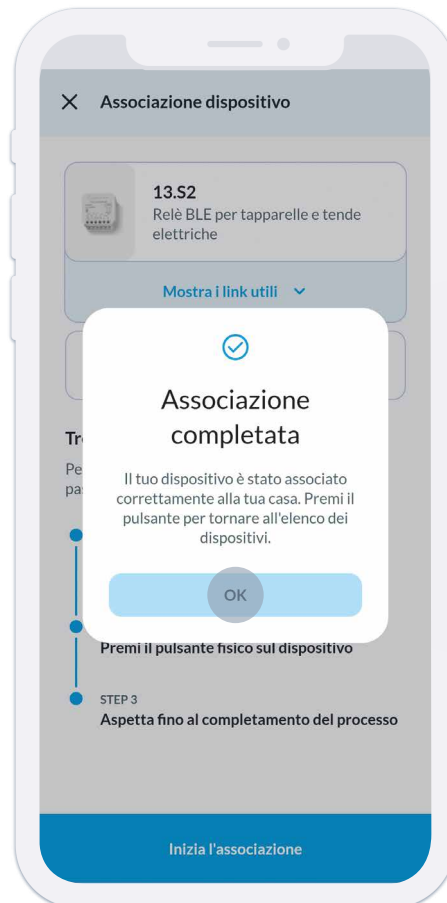 Associazione dispositivo
13.S2
Relè BLE per tapparelle e tende
elettriche
Mostra i link utili
Associazione
completata
Il tuo dispositivo è stato associato
correttamente alla tua casa. Premi il
pulsante per tornare all'elenco dei
dispositivi.
OK
Premi il pulsante fisico sul dispositivo
STEP 3
Aspetta fino al completamento del processo
Inizia l'associazione